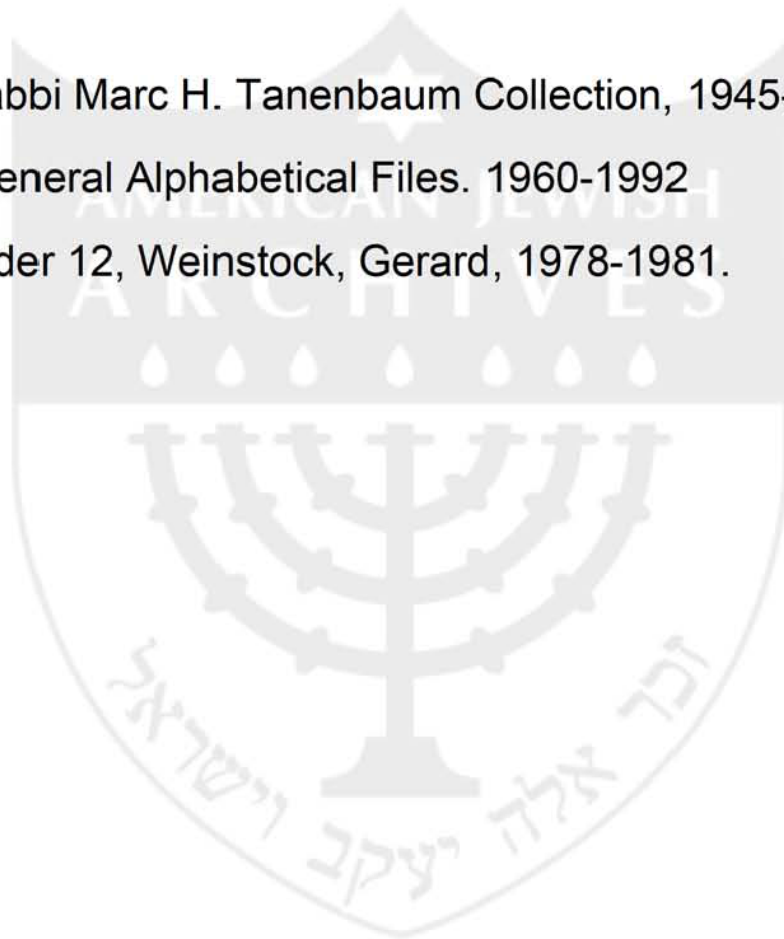 abbi Marc H. Tanenbaum Collection, 1945-
eneral Alphabetical Files. 1960-1992
der 12, Weinstock, Gerard, 1978-1981.
AMERICAN JEWISH
ARCHIVES
זכר אלה יעקב וישראל